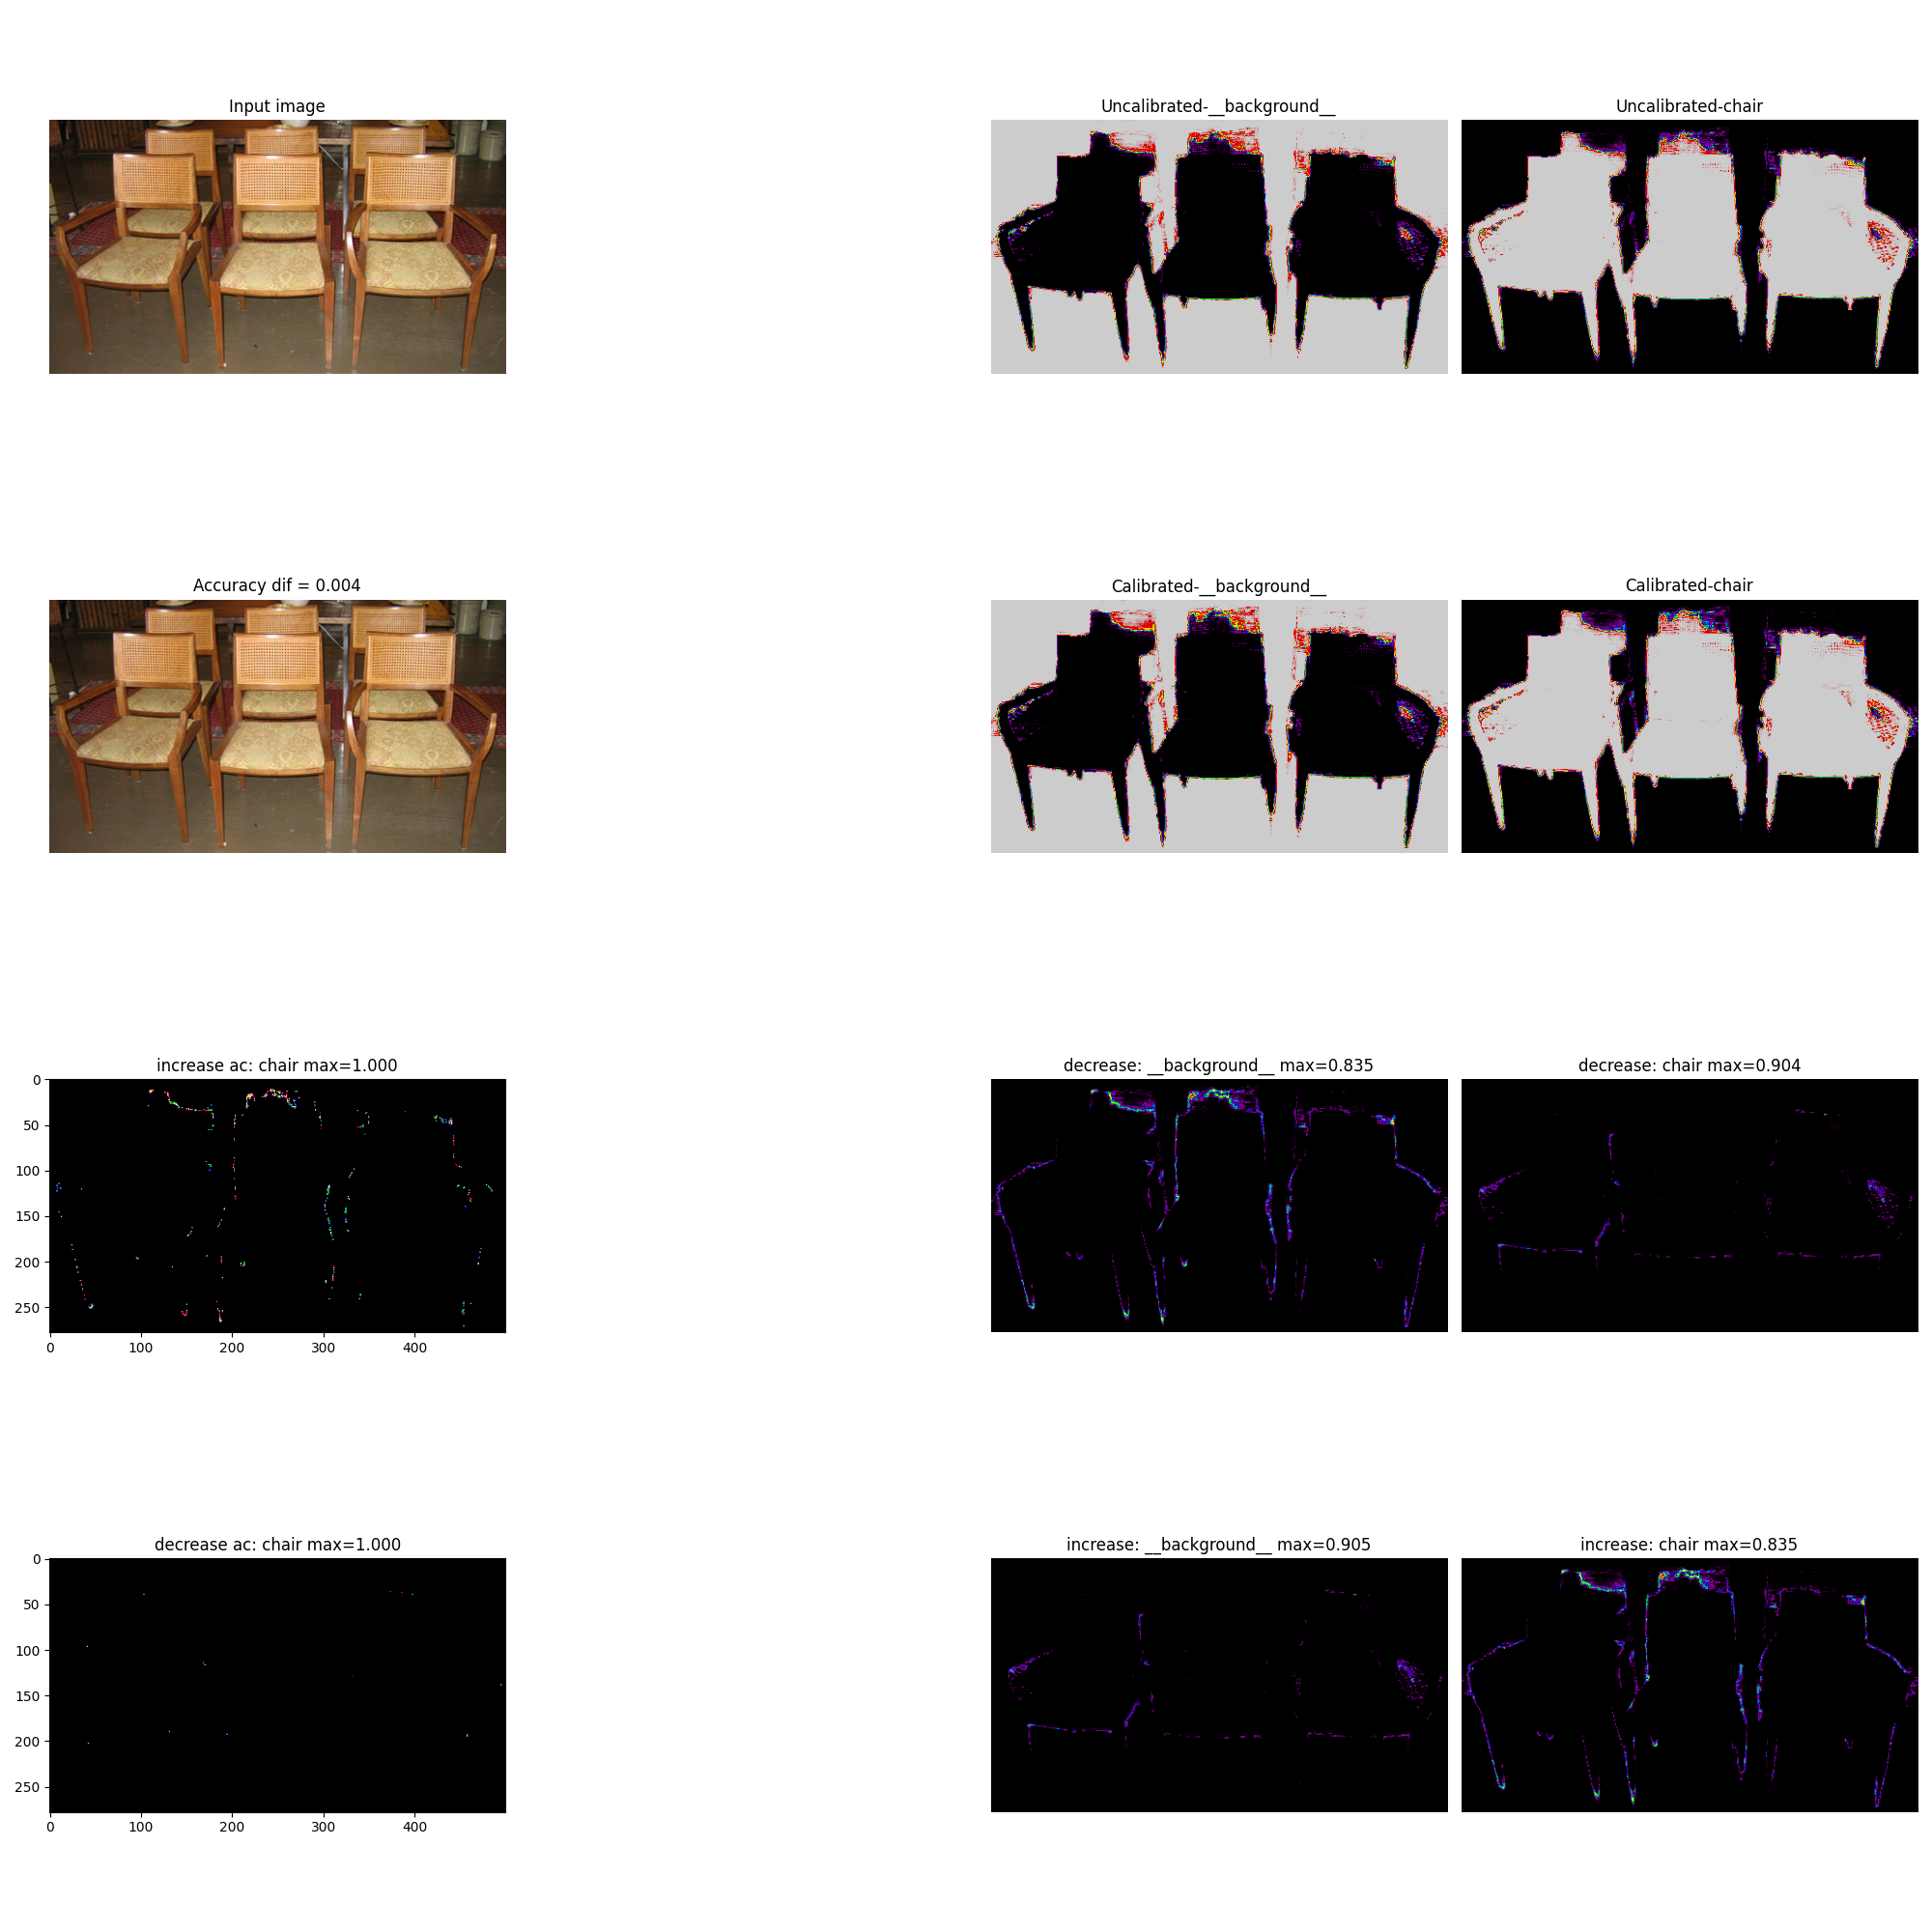 Input image
Uncalibrated-__background__
Uncalibrated-chair
Accuracy dif = 0.004
Calibrated-__background__
Calibrated-chair
increase ac: chair max=1.000
decrease: __background__ max=0.835
decrease: chair max=0.904
0
50
100
150
200
250
0 100 200 300 400
decrease ac: chair max=1.000
increase: __background__ max=0.905
increase: chair max=0.835
0
50
100
150
200
250
0 100 200 300 400